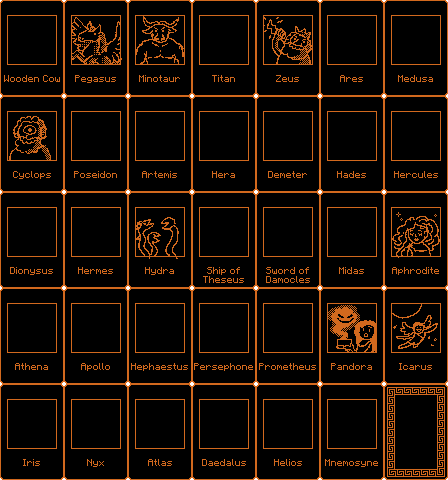 Wooden Cow Pegasus Minotaur Titan Zeus Ares Medusa
Cyclops Poseidon Artemis Hera Demeter Hades Hercules
Dionysus Hermes Hydra Ship of Theseus Sword of Damocles Midas Aphrodite
Athena Apollo Hephaestus Persephone Prometheus Pandora Icarus
Iris Nyx Atlas Daedalus Helios Mnemosyne